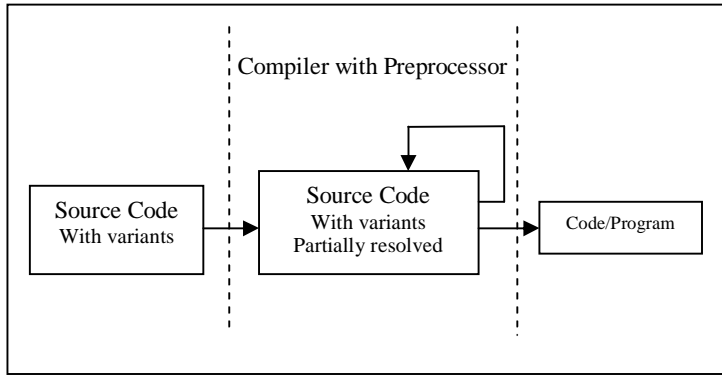 Compiler with Preprocessor
Source Code
With variants
Source Code
With variants
Partially resolved
Code/Program